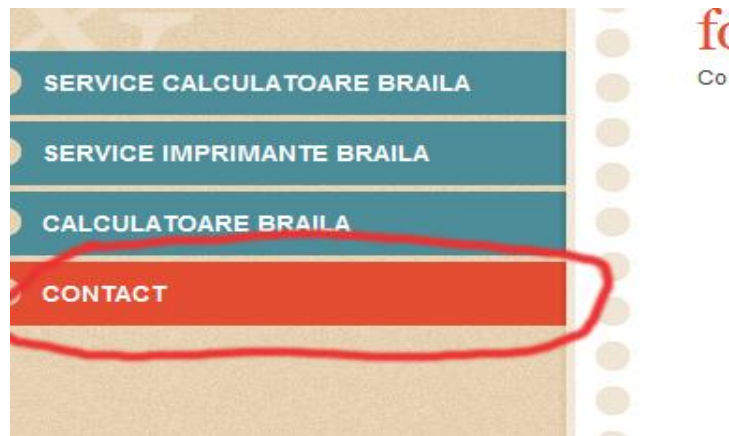 SERVICE CALCULATOARE BRAILA
SERVICE IMPRIMANTE BRAILA
CALCULATOARE BRAILA
CONTACT